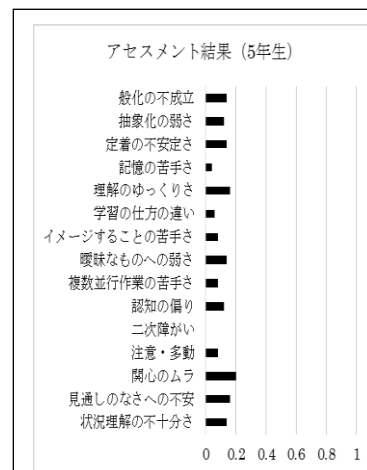 アセスメント結果（5年生）
般化の不成立
抽象化の弱さ
定着の不安定さ
記憶の苦手さ
理解のゆっくりさ
学習の仕方の違い
イメージすることの苦手さ
曖昧なものへの弱さ
複数並行作業の苦手さ
認知の偏り
二次障がい
注意・多動
関心のムラ
見通しのなさへの不安
状況理解の不十分さ
0 0.2 0.4 0.6 0.8 1